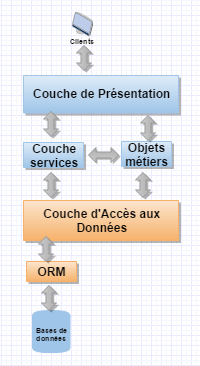 Clients
Couche de Présentation
Couche
services
Objets
métiers
Couche d'Accès aux
Données
ORM
Bases de
données